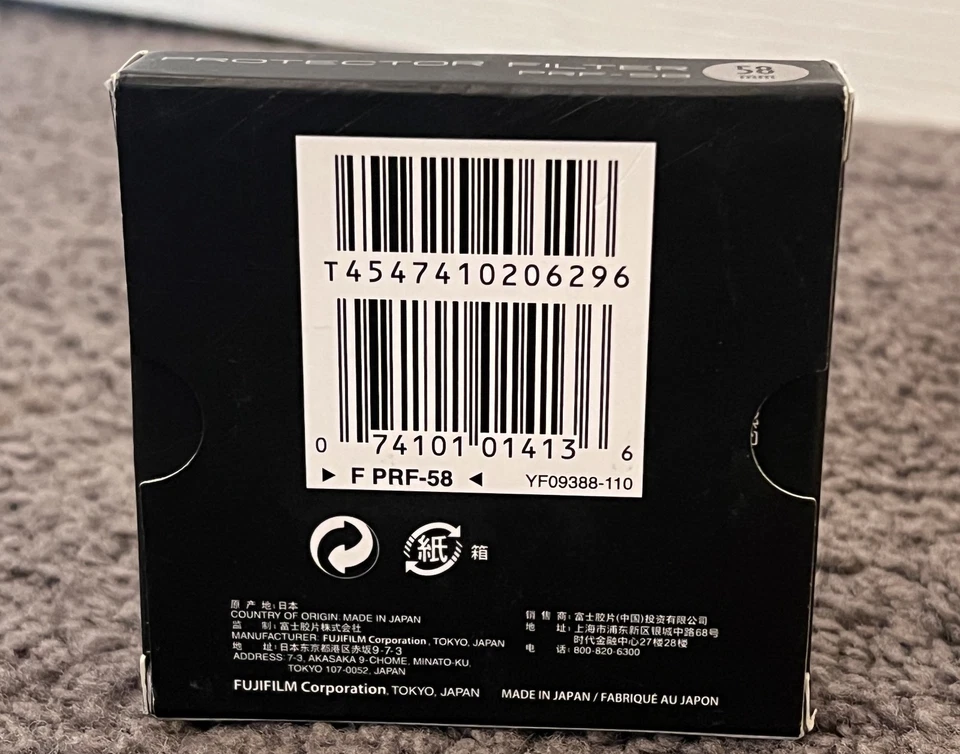 PROTECTOR FILTER
PRF-58
58
mm
T4547410206296
0 74101 01413 6
► F PRF-58 ◄ YF09388-110
紙 箱
原 产 地: 日本
COUNTRY OF ORIGIN: MADE IN JAPAN
监 制: 富士胶片株式会社
MANUFACTURER: FUJIFILM Corporation, TOKYO, JAPAN
地 址: 日本东京都港区赤坂9-7-3
ADDRESS: 7-3, AKASAKA 9-CHOME, MINATO-KU,
TOKYO 107-0052, JAPAN
销 售 商: 富士胶片(中国)投资有限公司
地 址: 上海市浦东新区银城中路68号
时代金融中心27楼28楼
电 话: 800-820-6300
FUJIFILM Corporation, TOKYO, JAPAN
MADE IN JAPAN / FABRIQUÉ AU JAPON